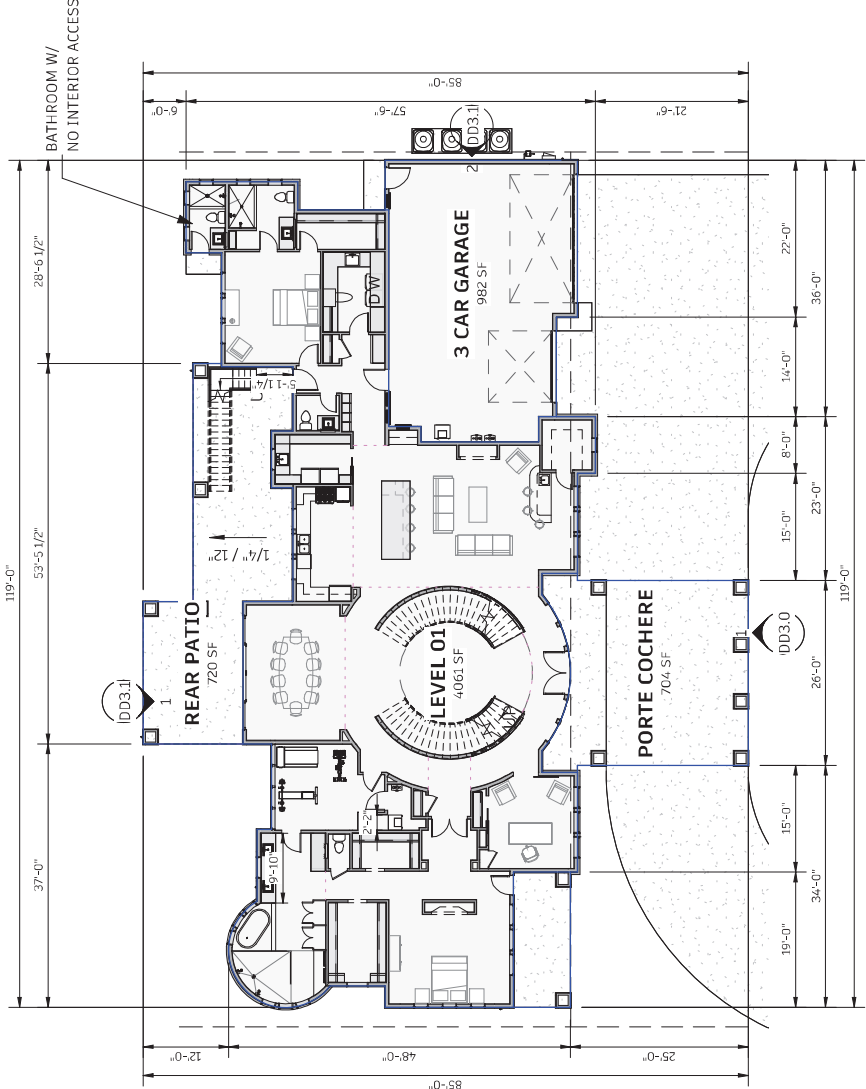 BATHROOM W/
NO INTERIOR ACCESS
85'-0"
6'-0"
57'-6"
21'-6"
DD3.1
2
119'-0"
28'-6 1/2"
53'-5 1/2"
37'-0"
3 CAR GARAGE
982 SF
DW
5'-1 1/4"
22'-0"
36'-0"
14'-0"
8'-0"
23'-0"
15'-0"
119'-0"
1/4" / 12"
REAR PATIO
720 SF
DD3.1
1
LEVEL 01
4061 SF
UP
PORTE COCHERE
704 SF
1
DD3.0
26'-0"
2'-2"
9'-10"
15'-0"
34'-0"
19'-0"
12'-0"
48'-0"
25'-0"
85'-0"